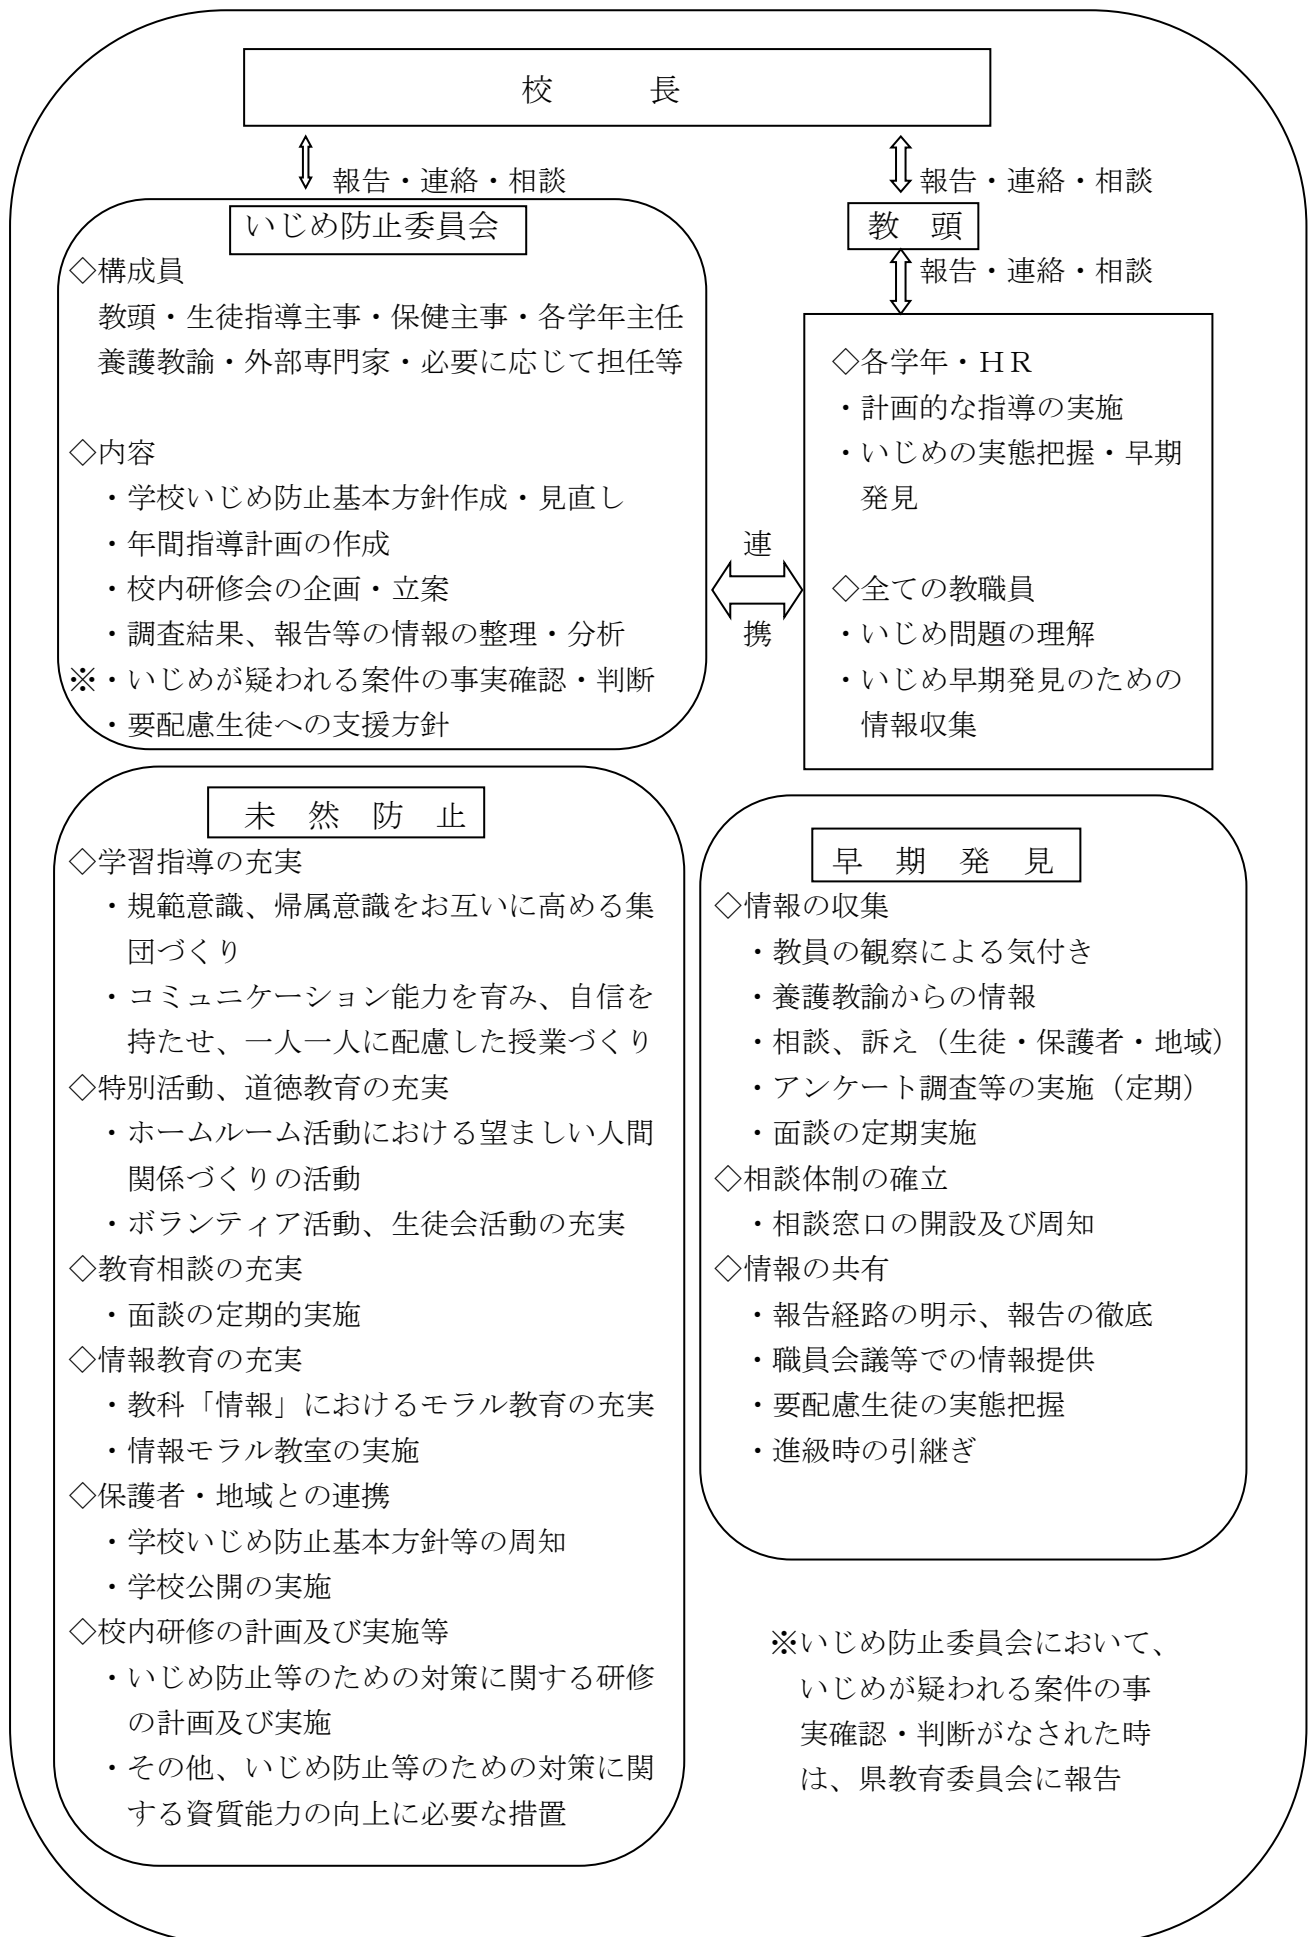 校　　　長
報告・連絡・相談
報告・連絡・相談
いじめ防止委員会
◇構成員
教頭・生徒指導主事・保健主事・各学年主任
養護教諭・外部専門家・必要に応じて担任等
◇内容
・学校いじめ防止基本方針作成・見直し
・年間指導計画の作成
・校内研修会の企画・立案
・調査結果、報告等の情報の整理・分析
※・いじめが疑われる案件の事実確認・判断
・要配慮生徒への支援方針
連
携
教　頭
報告・連絡・相談
◇各学年・ＨＲ
・計画的な指導の実施
・いじめの実態把握・早期
発見
◇全ての教職員
・いじめ問題の理解
・いじめ早期発見のための
情報収集
未　然　防　止
◇学習指導の充実
・規範意識、帰属意識をお互いに高める集
団づくり
・コミュニケーション能力を育み、自信を
持たせ、一人一人に配慮した授業づくり
◇特別活動、道徳教育の充実
・ホームルーム活動における望ましい人間
関係づくりの活動
・ボランティア活動、生徒会活動の充実
◇教育相談の充実
・面談の定期的実施
◇情報教育の充実
・教科「情報」におけるモラル教育の充実
・情報モラル教室の実施
◇保護者・地域との連携
・学校いじめ防止基本方針等の周知
・学校公開の実施
◇校内研修の計画及び実施等
・いじめ防止等のための対策に関する研修
の計画及び実施
・その他、いじめ防止等のための対策に関
する資質能力の向上に必要な措置
早　期　発　見
◇情報の収集
・教員の観察による気付き
・養護教諭からの情報
・相談、訴え（生徒・保護者・地域）
・アンケート調査等の実施（定期）
・面談の定期実施
◇相談体制の確立
・相談窓口の開設及び周知
◇情報の共有
・報告経路の明示、報告の徹底
・職員会議等での情報提供
・要配慮生徒の実態把握
・進級時の引継ぎ
※いじめ防止委員会において、
いじめが疑われる案件の事
実確認・判断がなされた時
は、県教育委員会に報告